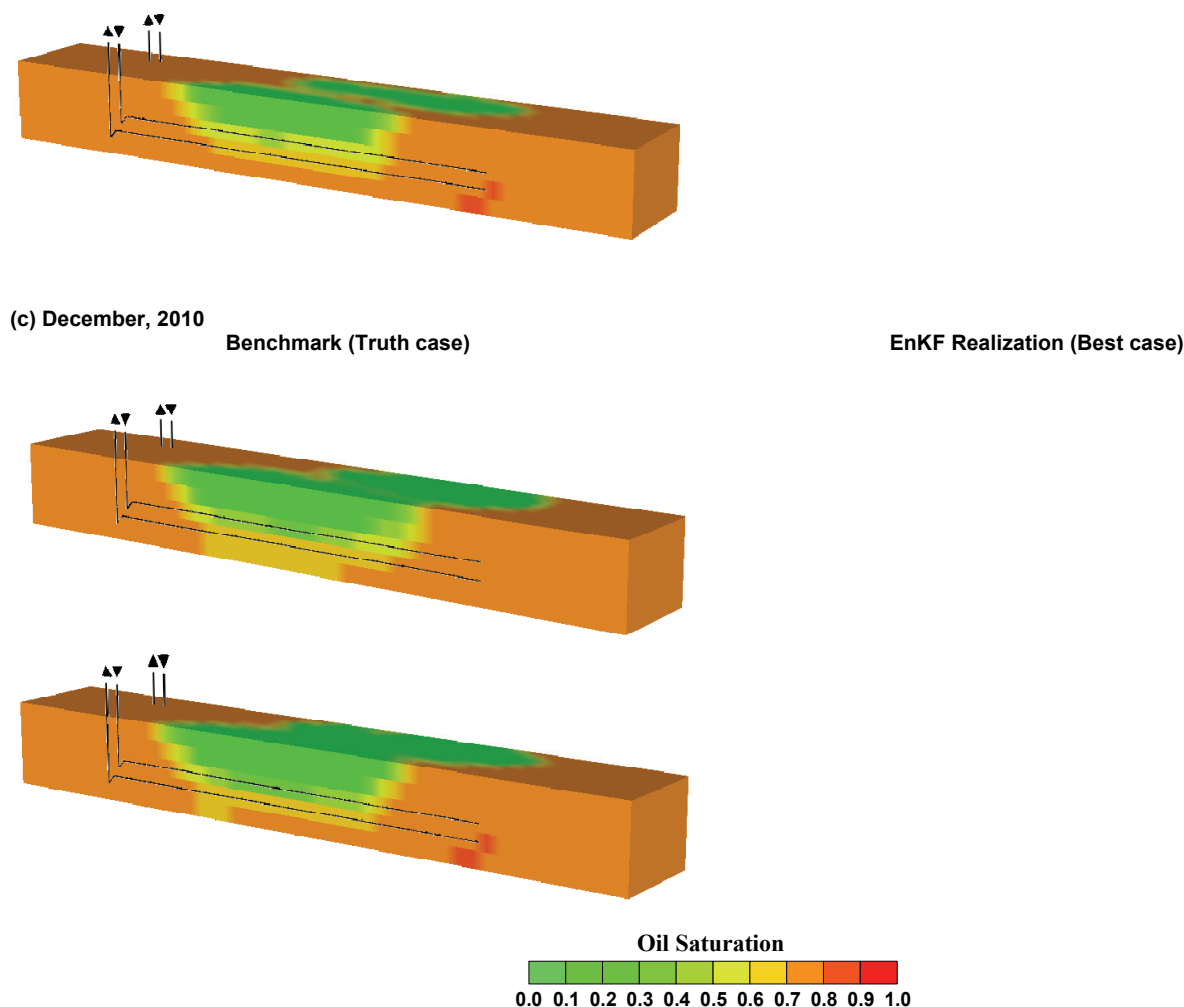 (c) December, 2010
Benchmark (Truth case)
EnKF Realization (Best case)
Oil Saturation
0.0 0.1 0.2 0.3 0.4 0.5 0.6 0.7 0.8 0.9 1.0